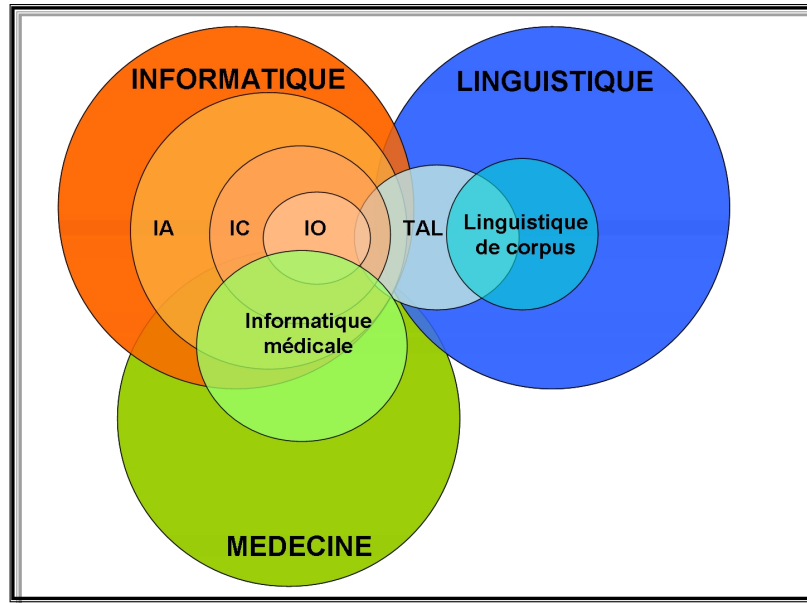 INFORMATIQUE
LINGUISTIQUE
IA
IC
IO
TAL
Linguistique
de corpus
Informatique
médicale
MEDECINE